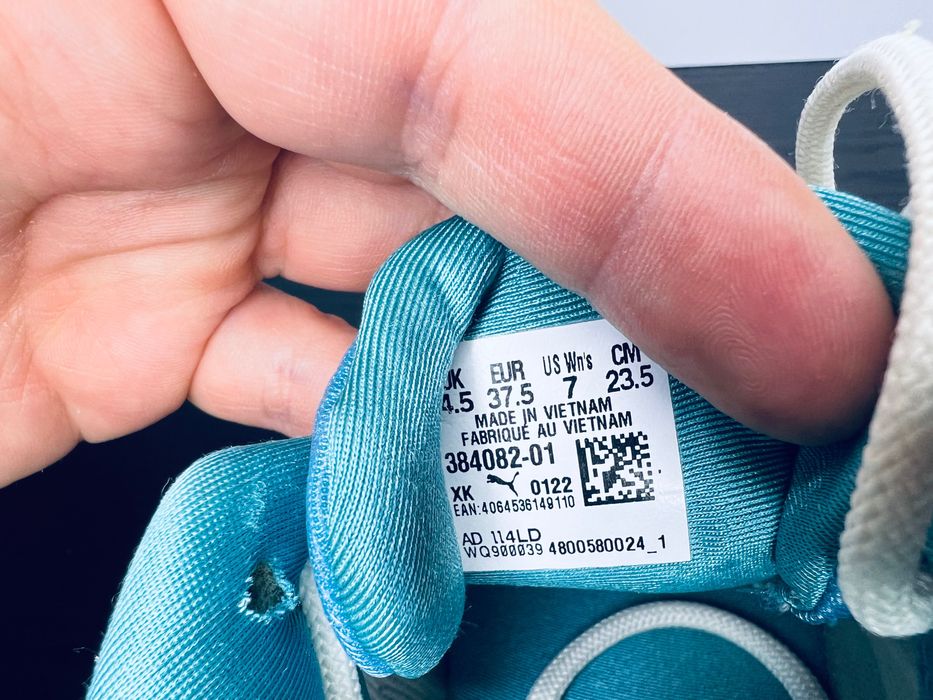 UK EUR US Wn's CM
4.5 37.5 7 23.5
MADE IN VIETNAM
FABRIQUÉ AU VIETNAM
384082-01
XK 0122
EAN:4064536149110
AD 114LD
WQ900039 4800580024_1